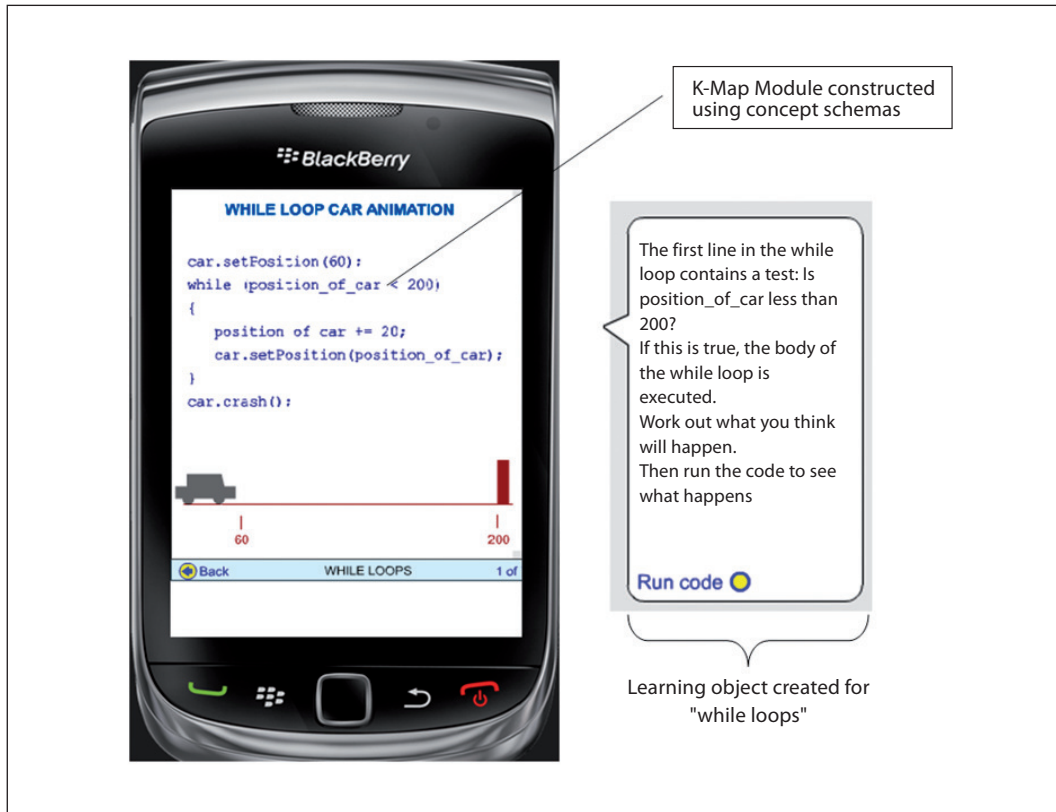 K-Map Module constructed
using concept schemas
BlackBerry
WHILE LOOP CAR ANIMATION
car.setPosition(60);
while (position_of_car < 200)
{
position of car += 20;
car.setPosition(position_of_car);
}
car.crash();
60
200
Back
WHILE LOOPS
1 of
The first line in the while
loop contains a test: Is
position_of_car less than
200?
If this is true, the body of
the while loop is
executed.
Work out what you think
will happen.
Then run the code to see
what happens
Run code
Learning object created for
"while loops"